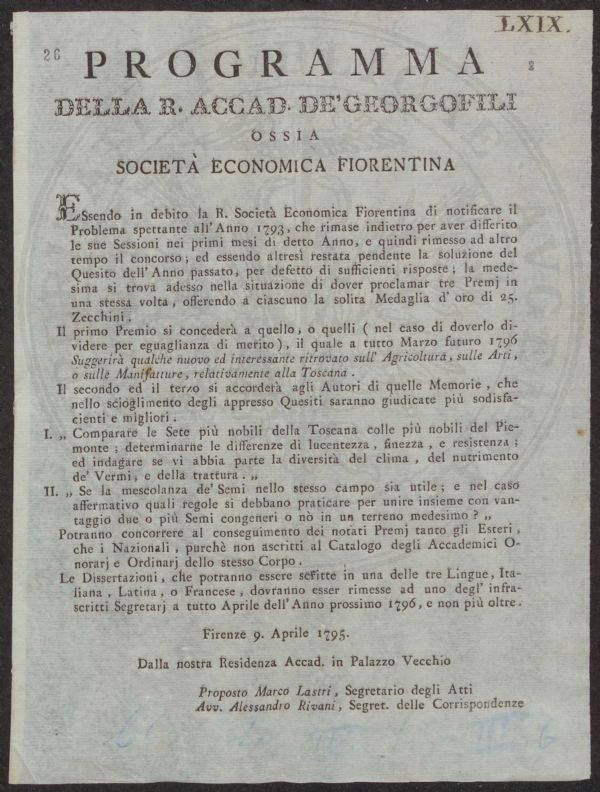 LXIX.
26
2
PROGRAMMA
DELLA R. ACCAD. DE' GEORGOFILI
OSSIA
SOCIETÀ ECONOMICA FIORENTINA
ESsendo in debito la R. Società Economica Fiorentina di notificare il
Problema spettante all' Anno 1793, che rimase indietro per aver differito
le sue Sessioni nei primi mesi di detto Anno, e quindi rimesso ad altro
tempo il concorso; ed essendo altresì restata pendente la soluzione del
Quesito dell' Anno passato, per defetto di sufficienti risposte; la mede-
sima si trova adesso nella situazione di dover proclamar tre Premj in
una stessa volta, offerendo a ciascuno la solita Medaglia d' oro di 25.
Zecchini.
Il primo Premio si concederà a quello, o quelli ( nel caso di doverlo di-
videre per eguaglianza di merito ), il quale a tutto Marzo futuro 1796
Suggerirà qualche nuovo ed interessante ritrovato sull' Agricoltura, sulle Arti,
o sulle Manifatture, relativamente alla Toscana.
Il secondo ed il terzo si accorderà agli Autori di quelle Memorie, che
nello scioglimento degli appresso Quesiti saranno giudicate più sodisfa-
cienti e migliori.
I. „ Comparare le Sete più nobili della Toscana colle più nobili del Pie-
monte; determinarne le differenze di lucentezza, finezza, e resistenza;
ed indagare se vi abbia parte la diversità del clima, del nutrimento
de' Vermi, e della trattura. „
II. „ Se la mescolanza de' Semi nello stesso campo sia utile; e nel caso
affermativo quali regole si debbano praticare per unire insieme con van-
taggio due o più Semi congeneri o nò in un terreno medesimo? „
Potranno concorrere al conseguimento dei notati Premj tanto gli Esteri,
che i Nazionali, purchè non ascritti al Catalogo degli Accademici O-
norarj e Ordinarj dello stesso Corpo.
Le Dissertazioni, che potranno essere scritte in una delle tre Lingue, Ita-
liana, Latina, o Francese, dovranno esser rimesse ad uno degl' infra-
scritti Segretarj a tutto Aprile dell' Anno prossimo 1796, e non più oltre.
Firenze 9. Aprile 1795.
Dalla nostra Residenza Accad. in Palazzo Vecchio
Proposto Marco Lastri, Segretario degli Atti
Avv. Alessandro Rivani, Segret. delle Corrispondenze